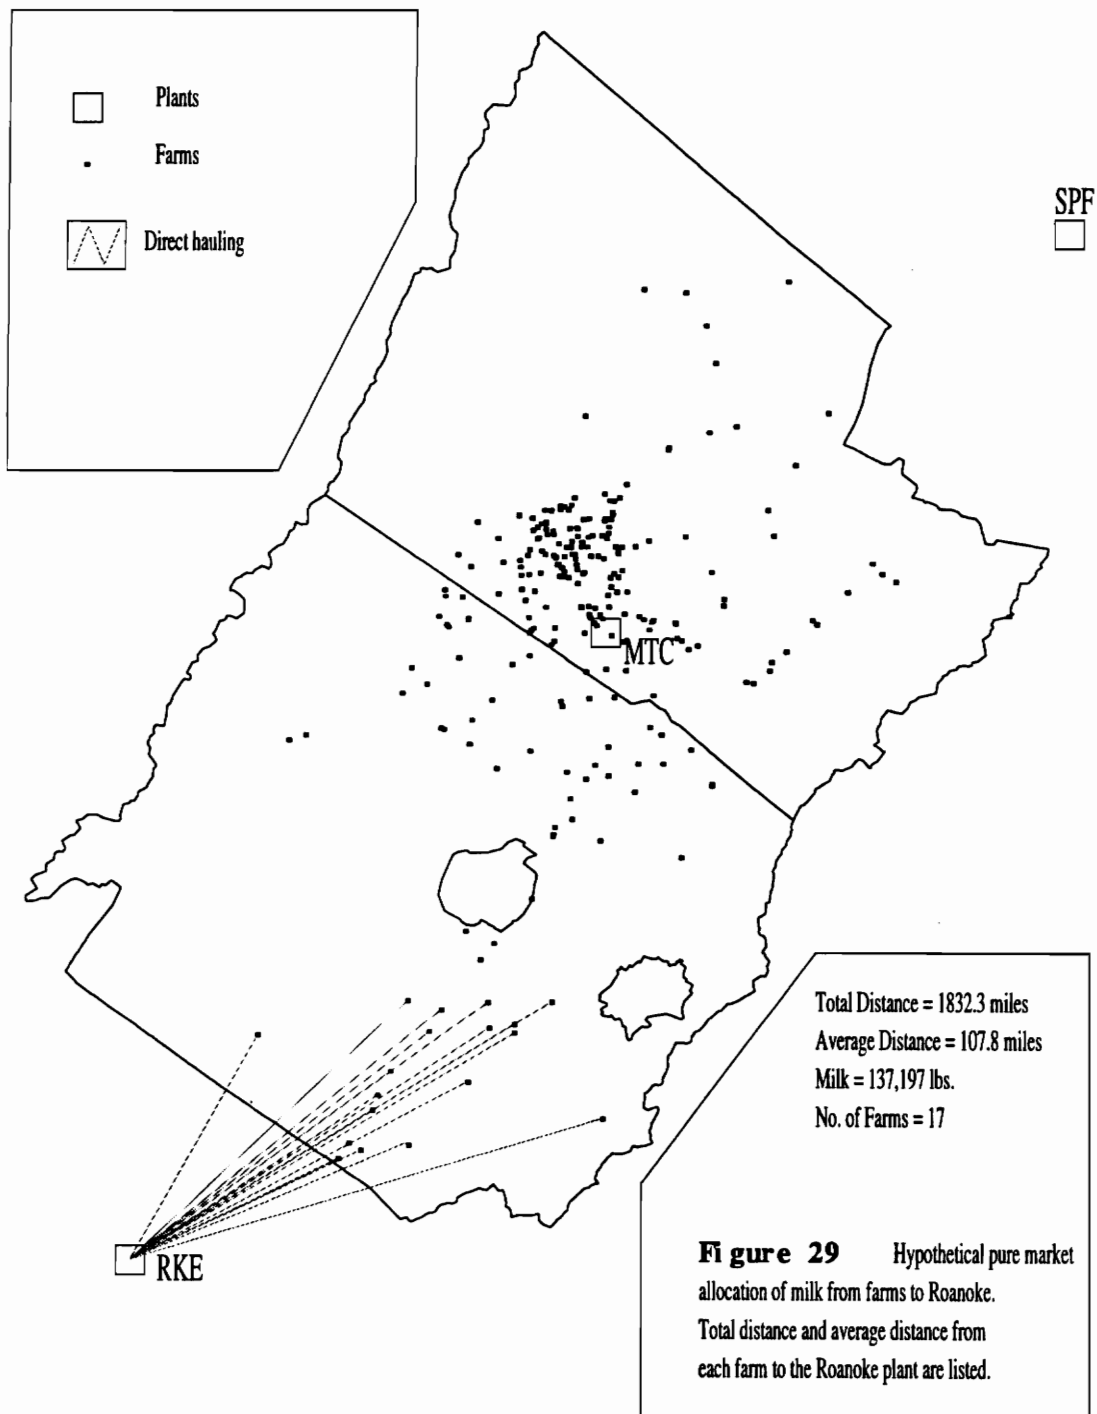 Plants
Farms
Direct hauling
SPF
MTC
RKE
Total Distance = 1832.3 miles
Average Distance = 107.8 miles
Milk = 137,197 lbs.
No. of Farms = 17
Figure 29 Hypothetical pure market
allocation of milk from farms to Roanoke.
Total distance and average distance from
each farm to the Roanoke plant are listed.